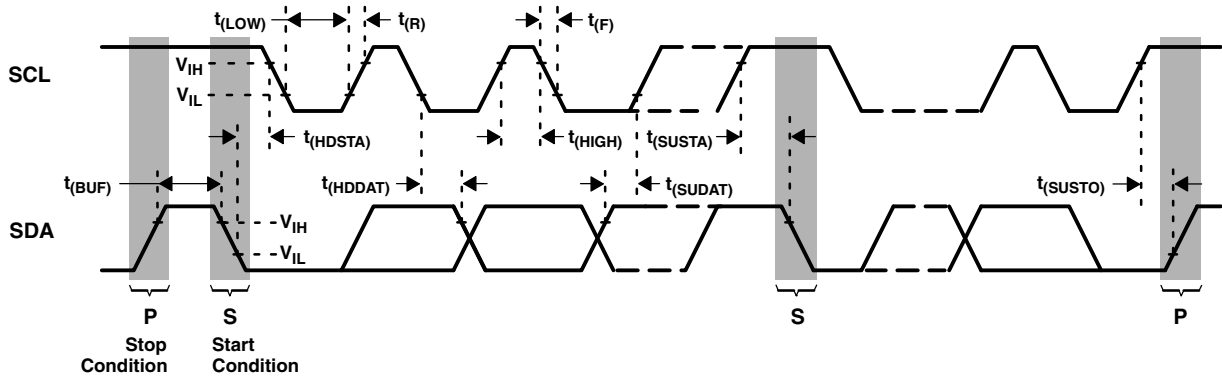 t(LOW) t(R) t(F)
SCL
VIH
VIL
t(HDSTA) t(HIGH) t(SUSTA)
t(BUF) t(HDDAT) t(SUDAT) t(SUSTO)
SDA
VIH
VIL
P S S P
Stop Condition
Start Condition